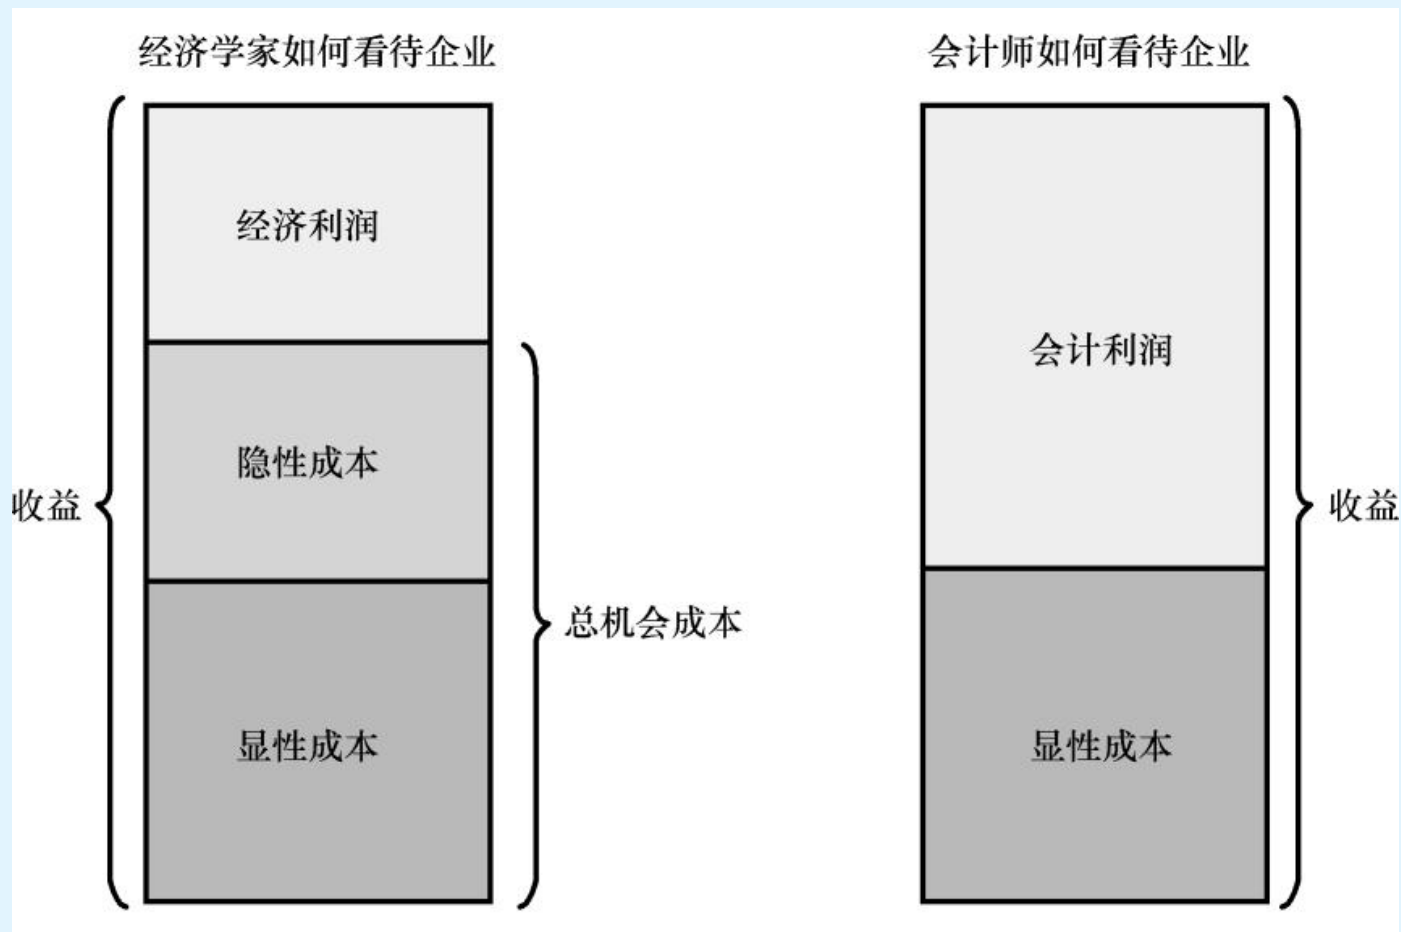 经济学家如何看待企业
会计师如何看待企业
经济利润
会计利润
隐性成本
收益
收益
总机会成本
显性成本
显性成本